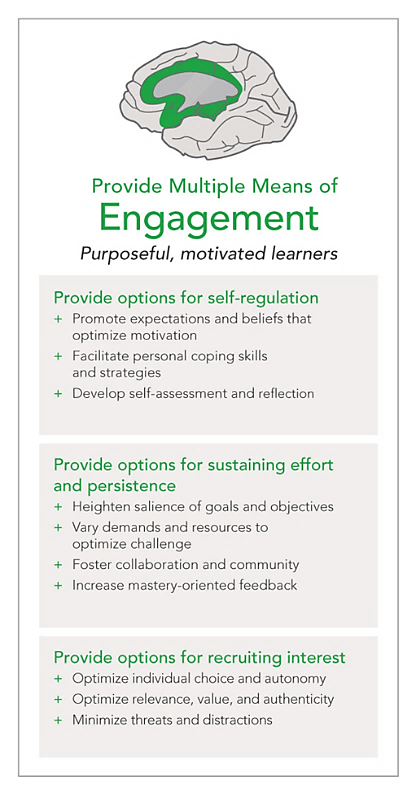 Provide Multiple Means of
Engagement
Purposeful, motivated learners
Provide options for self-regulation
+ Promote expectations and beliefs that
optimize motivation
+ Facilitate personal coping skills
and strategies
+ Develop self-assessment and reflection
Provide options for sustaining effort
and persistence
+ Heighten salience of goals and objectives
+ Vary demands and resources to
optimize challenge
+ Foster collaboration and community
+ Increase mastery-oriented feedback
Provide options for recruiting interest
+ Optimize individual choice and autonomy
+ Optimize relevance, value, and authenticity
+ Minimize threats and distractions